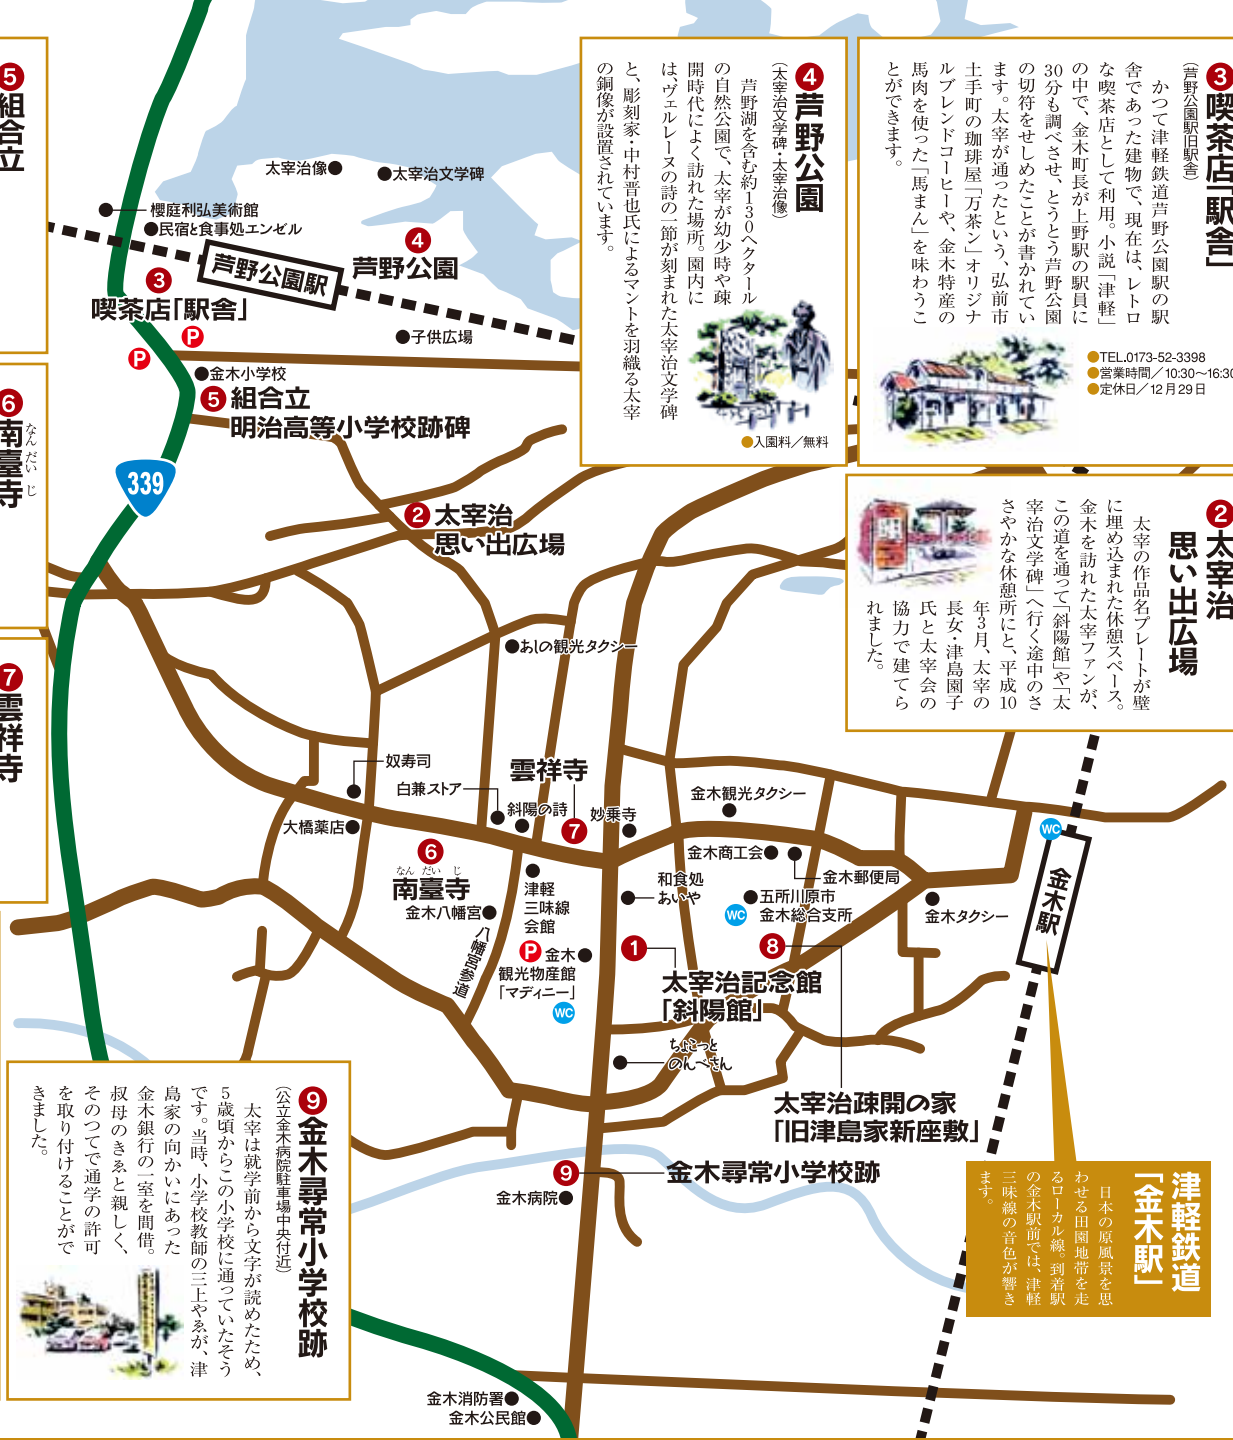 5
組合立
6
南臺寺
なんだいじ
7
雲祥寺
4 芦野公園
(太宰治文学碑・太宰治像)
芦野湖を含む約130ヘクタール
の自然公園で、太宰が幼少時や疎
開時代によく訪れた場所。園内に
は、ヴェルレーヌの詩の一節が刻まれた太宰治文学碑
と、彫刻家・中村晋也氏によるマントを羽織る太宰
の銅像が設置されています。
●入園料/無料
3 喫茶店「駅舎」
(芦野公園駅旧駅舎)
かつて津軽鉄道芦野公園駅の駅
舎であった建物で、現在は、レトロ
な喫茶店として利用。小説「津軽」
の中で、金木町長が上野駅の駅員に
30分も調べさせ、とうとう芦野公園
の切符をせしめたことが書かれてい
ます。太宰が通ったという、弘前市
土手町の珈琲屋「万茶ン」オリジナ
ルブレンドコーヒーや、金木特産の
馬肉を使った「馬まん」を味わうこ
とができます。
●TEL.0173-52-3398
●営業時間/10:30〜16:30
●定休日/12月29日
2 太宰治
思い出広場
太宰の作品名プレートが壁
に埋め込まれた休憩スペース。
金木を訪れた太宰ファンが、
この道を通って「斜陽館」や「太
宰治文学碑」へ行く途中のさ
さやかな休憩所にと、平成10
年3月、太宰の
長女・津島園子
氏と太宰会の
協力で建てら
れました。
太宰治像
太宰治文学碑
櫻庭利弘美術館
民宿と食事処エンゼル
芦野公園駅
4
芦野公園
3
喫茶店「駅舎」
P
P
子供広場
金木小学校
5 組合立
明治高等小学校跡碑
339
2 太宰治
思い出広場
あしの観光タクシー
奴寿司
白兼ストア
雲祥寺
斜陽の詩
7
妙乗寺
金木観光タクシー
大橋薬店
6
なんだいじ
南臺寺
金木八幡宮
八幡宮参道
津軽
三味線
会館
P 金木
観光物産館
「マディニー」
WC
和食処
あいや
金木商工会
金木郵便局
五所川原市
金木総合支所
WC
金木タクシー
WC
金木駅
1
太宰治記念館
「斜陽館」
8
ちょこっと
のんべさん
太宰治疎開の家
「旧津島家新座敷」
9 金木尋常小学校跡
金木病院
9 金木尋常小学校跡
(公立金木病院駐車場中央付近)
太宰は就学前から文字が読めたため、
5歳頃からこの小学校に通っていたそう
です。当時、小学校教師の三上やゑが、津
島家の向かいにあった
金木銀行の一室を間借。
叔母のきゑと親しく、
そのつてで通学の許可
を取り付けることがで
きました。
津軽鉄道
「金木駅」
日本の原風景を思
わせる田園地帯を走
るローカル線。到着駅
の金木駅前では、津軽
三味線の音色が響き
ます。
金木消防署
金木公民館